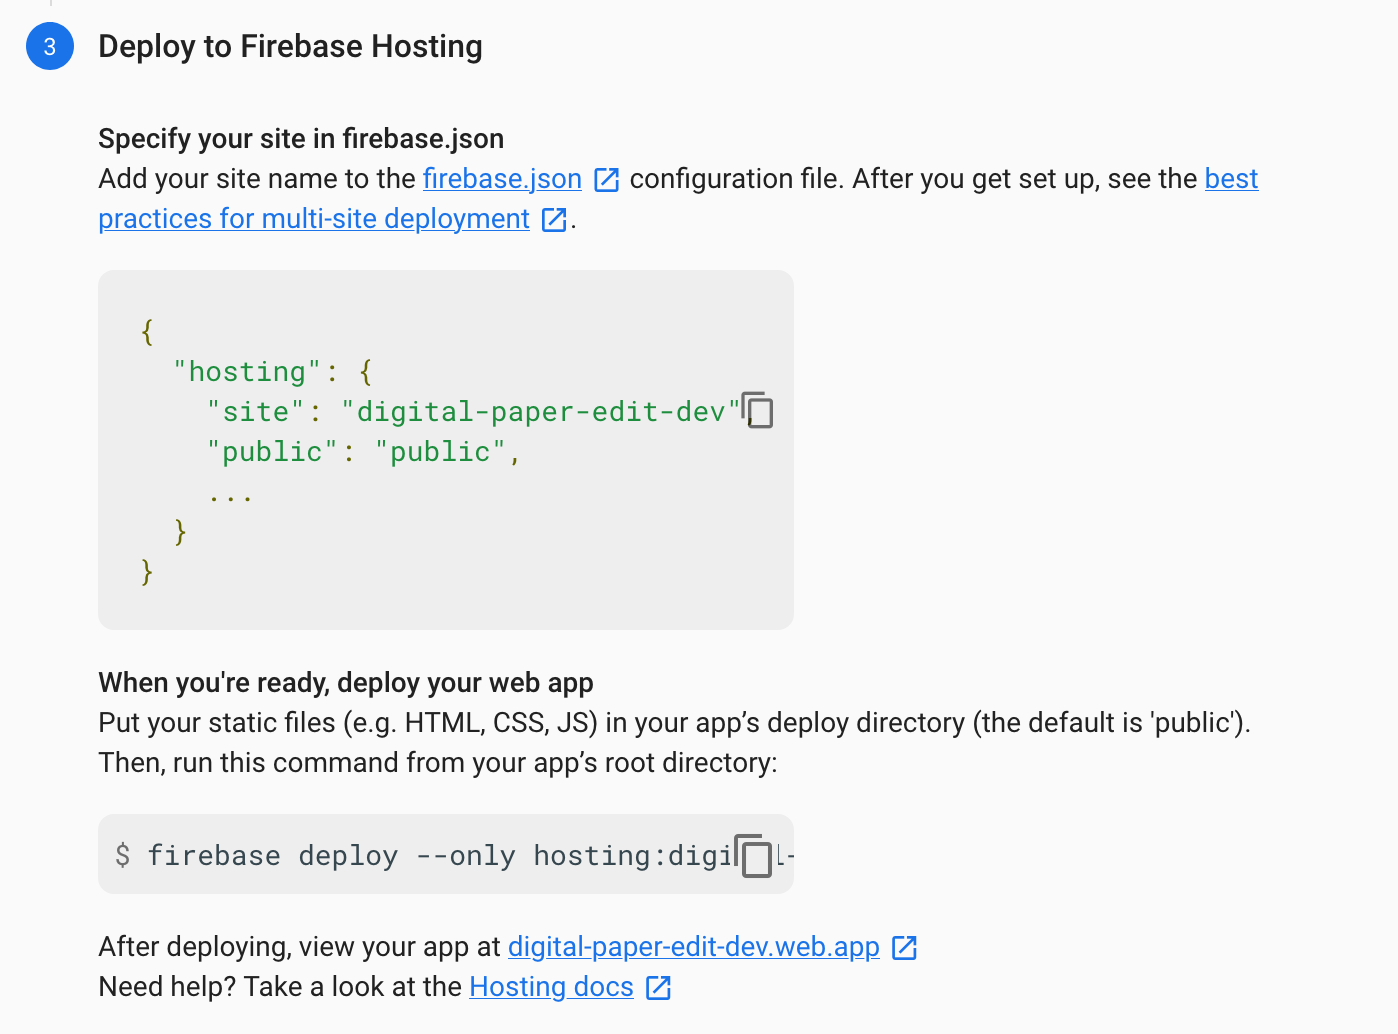 3 Deploy to Firebase Hosting
Specify your site in firebase.json
Add your site name to the firebase.json configuration file. After you get set up, see the best
practices for multi-site deployment .
{
  "hosting": {
    "site": "digital-paper-edit-dev",
    "public": "public",
    ...
  }
}
When you're ready, deploy your web app
Put your static files (e.g. HTML, CSS, JS) in your app’s deploy directory (the default is 'public').
Then, run this command from your app’s root directory:
$ firebase deploy --only
After deploying, view your app at digital-paper-edit-dev.web.app
Need help? Take a look at the Hosting docs